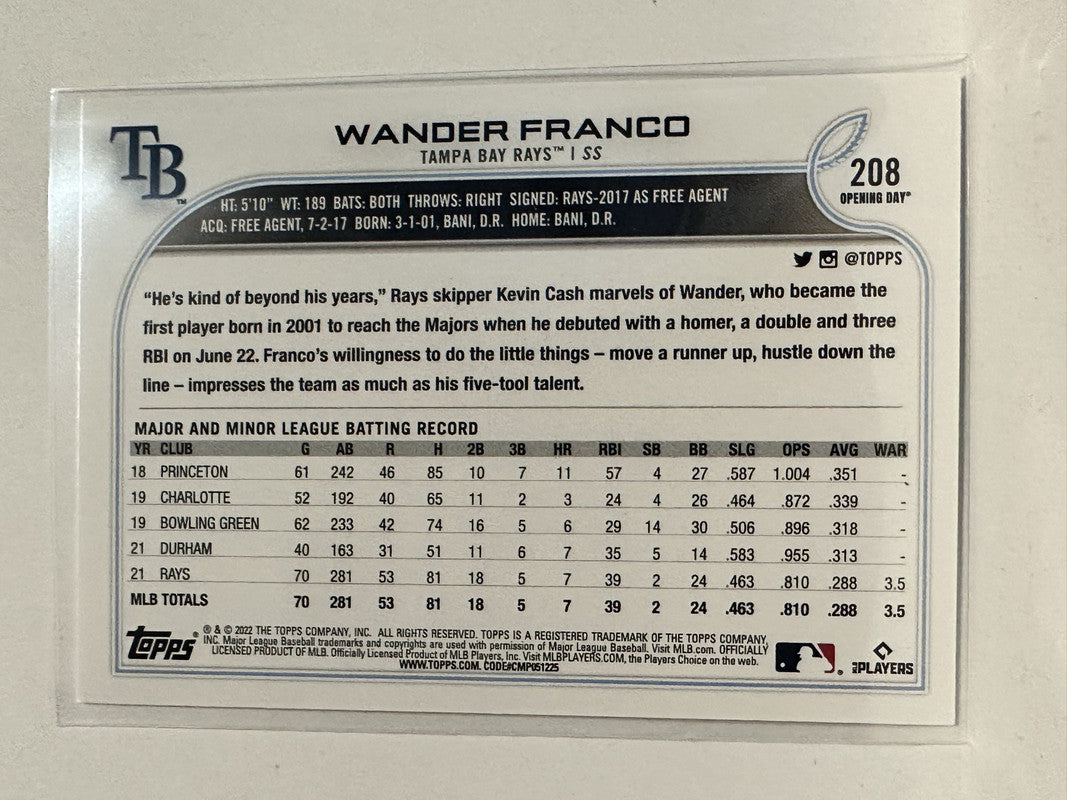 TB™
WANDER FRANCO
TAMPA BAY RAYS™ | SS
208
OPENING DAY®
HT: 5'10" WT: 189 BATS: BOTH THROWS: RIGHT SIGNED: RAYS-2017 AS FREE AGENT
ACQ: FREE AGENT, 7-2-17 BORN: 3-1-01, BANI, D.R. HOME: BANI, D.R.
@TOPPS
“He’s kind of beyond his years,” Rays skipper Kevin Cash marvels of Wander, who became the
first player born in 2001 to reach the Majors when he debuted with a homer, a double and three
RBI on June 22. Franco’s willingness to do the little things – move a runner up, hustle down the
line – impresses the team as much as his five-tool talent.
MAJOR AND MINOR LEAGUE BATTING RECORD
YR CLUB G AB R H 2B 3B HR RBI SB BB SLG OPS AVG WAR
18 PRINCETON 61 242 46 85 10 7 11 57 4 27 .587 1.004 .351 -
19 CHARLOTTE 52 192 40 65 11 2 3 24 4 26 .464 .872 .339 -
19 BOWLING GREEN 62 233 42 74 16 5 6 29 14 30 .506 .896 .318 -
21 DURHAM 40 163 31 51 11 6 7 35 5 14 .583 .955 .313 -
21 RAYS 70 281 53 81 18 5 7 39 2 24 .463 .810 .288 3.5
MLB TOTALS 70 281 53 81 18 5 7 39 2 24 .463 .810 .288 3.5
topps®
® & © 2022 THE TOPPS COMPANY, INC. ALL RIGHTS RESERVED. TOPPS IS A REGISTERED TRADEMARK OF THE TOPPS COMPANY,
INC. Major League Baseball trademarks and copyrights are used with permission of Major League Baseball. Visit MLB.com. OFFICIALLY
LICENSED PRODUCT OF MLB. Officially Licensed Product of MLB Players, Inc. Visit MLBPLAYERS.COM, the Players Choice on the web.
WWW.TOPPS.COM. CODE#CMP051225
MLB PLAYERS